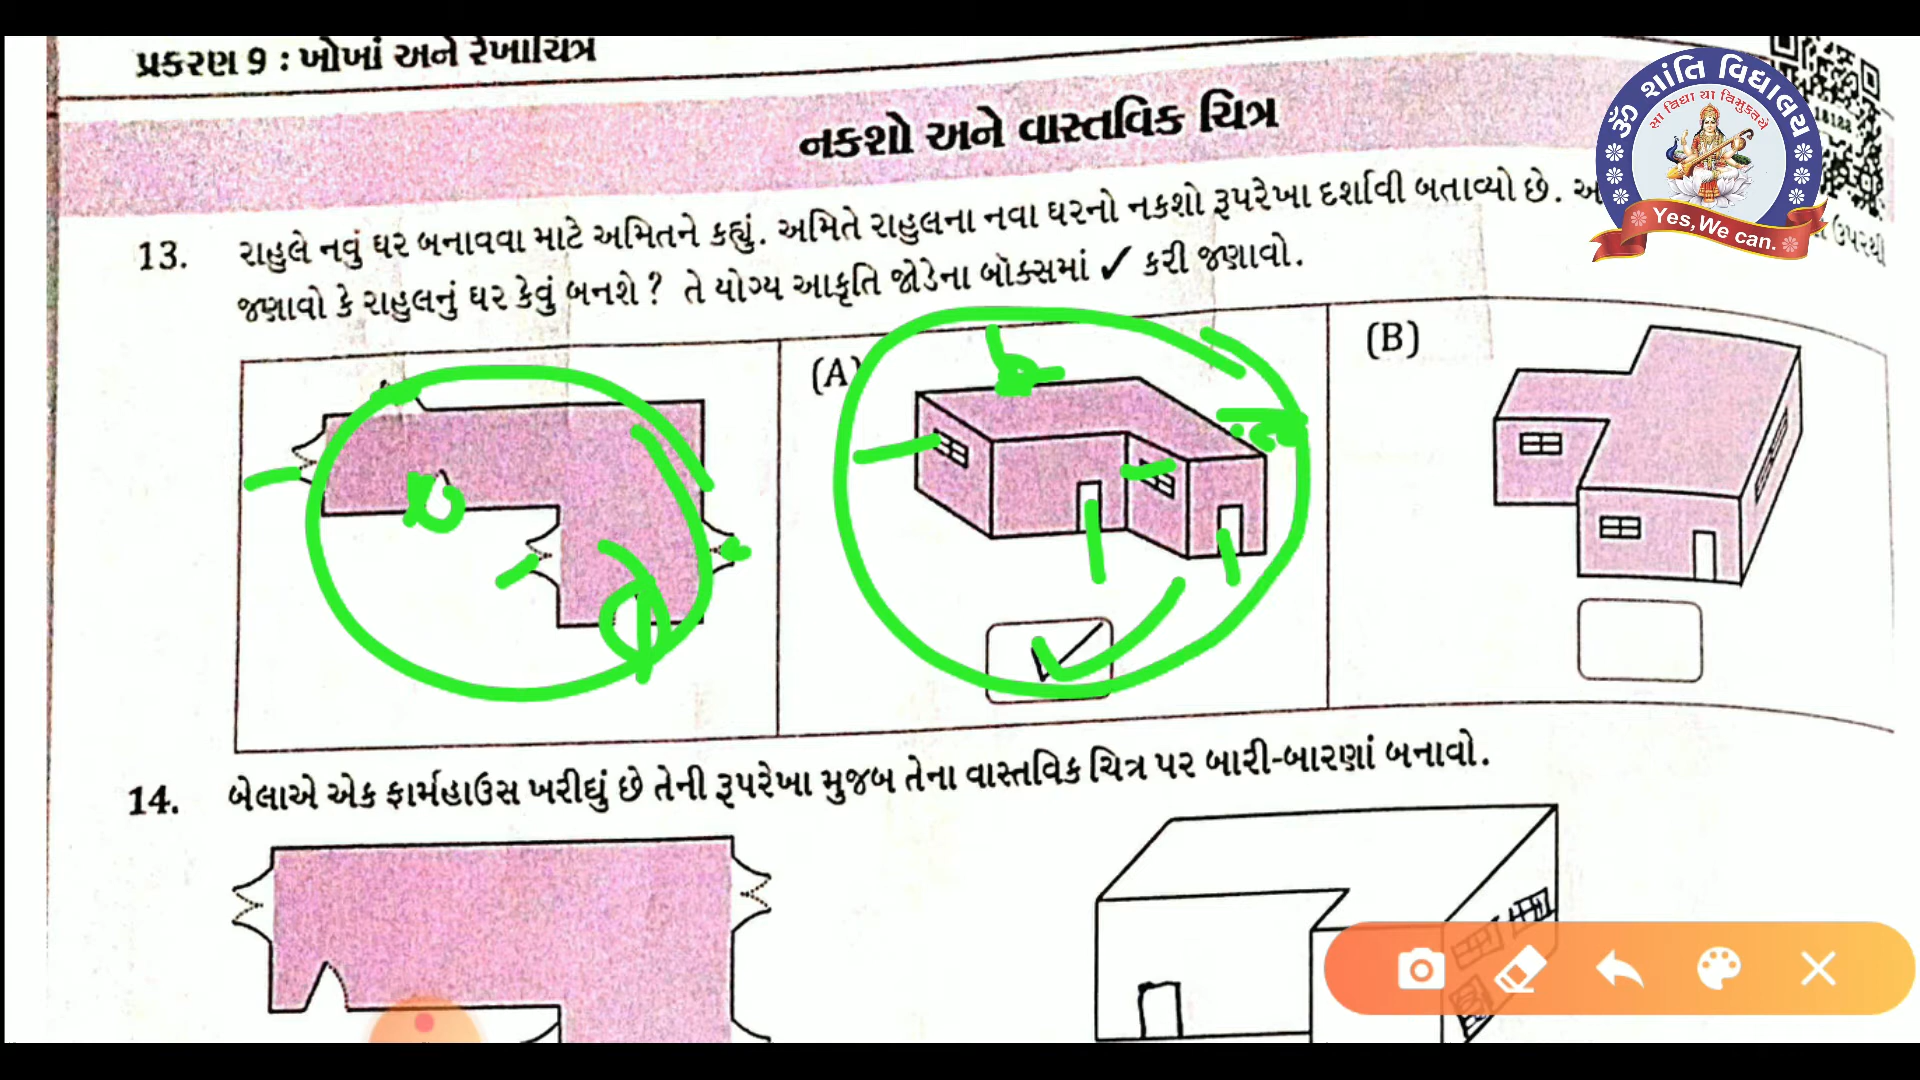 પ્રકરણ 9 : ખોખાં અને રેખાચિત્ર
નકશો અને વાસ્તવિક ચિત્ર
ૐ શાંતિ વિદ્યાલય
સા વિદ્યા યા વિમુક્તયે
Yes, We can.
13. રાહુલે નવું ઘર બનાવવા માટે અમિતને કહ્યું. અમિતે રાહુલના નવા ઘરનો નકશો રૂપરેખા દર્શાવી બતાવ્યો છે. ઉપરથી
જણાવો કે રાહુલનું ઘર કેવું બનશે ? તે યોગ્ય આકૃતિ જોડેના બૉક્સમાં ✓ કરી જણાવો.
(A)
(B)
14. બેલાએ એક ફાર્મહાઉસ ખરીદ્યું છે તેની રૂપરેખા મુજબ તેના વાસ્તવિક ચિત્ર પર બારી-બારણાં બનાવો.